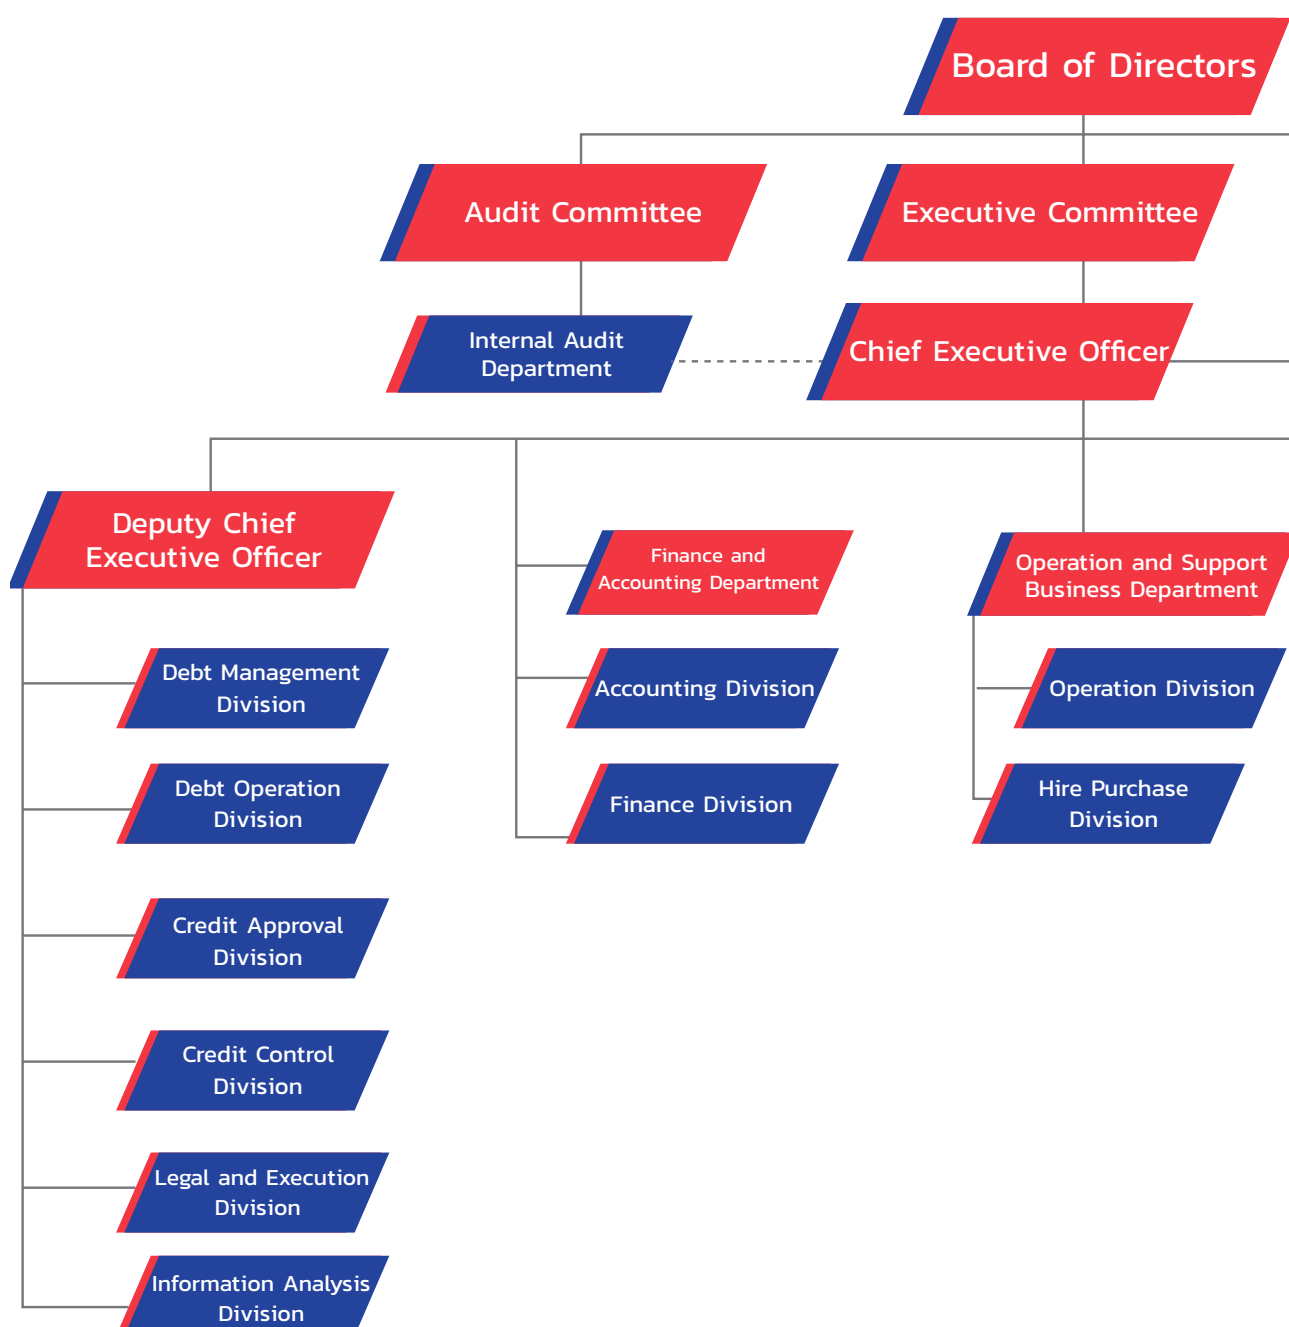 Board of Directors
Audit Committee
Executive Committee
Internal Audit
Department
Chief Executive Officer
Deputy Chief
Executive Officer
Finance and
Accounting Department
Operation and Support
Business Department
Debt Management
Division
Accounting Division
Operation Division
Debt Operation
Division
Finance Division
Hire Purchase
Division
Credit Approval
Division
Credit Control
Division
Legal and Execution
Division
Information Analysis
Division